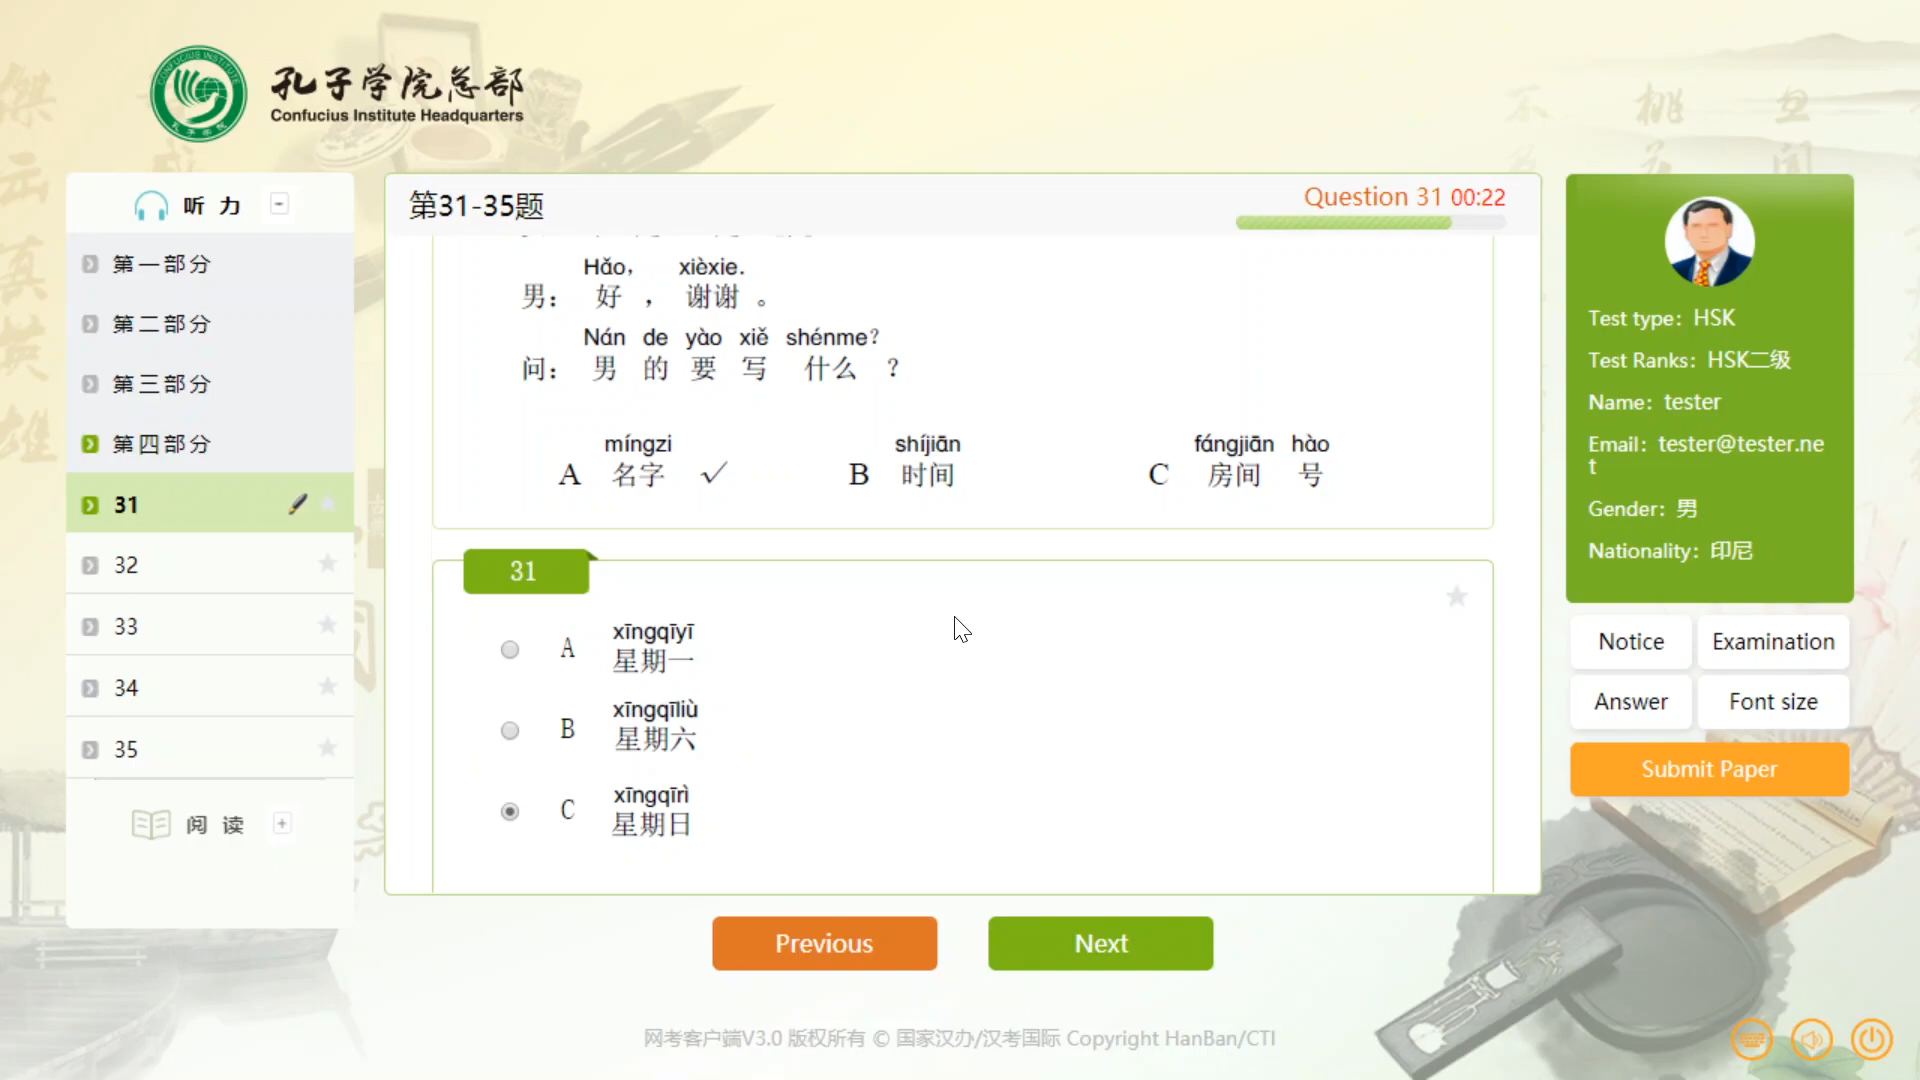 孔子学院总部
Confucius Institute Headquarters
听 力
第一部分
第二部分
第三部分
第四部分
31
32
33
34
35
阅 读
第31-35题
Question 31 00:22
Hǎo, xièxie.
男： 好 ， 谢谢 。
Nán de yào xiě shénme?
问： 男 的 要 写 什么 ？
míngzi shíjiān fángjiān hào
A 名字 ✓ B 时间 C 房间 号
31
xīngqīyī
A 星期一
xīngqīliù
B 星期六
xīngqīrì
C 星期日
Previous
Next
Test type: HSK
Test Ranks: HSK二级
Name: tester
Email: tester@tester.ne
t
Gender: 男
Nationality: 印尼
Notice
Examination
Answer
Font size
Submit Paper
网考客户端V3.0 版权所有 © 国家汉办/汉考国际 Copyright HanBan/CTI